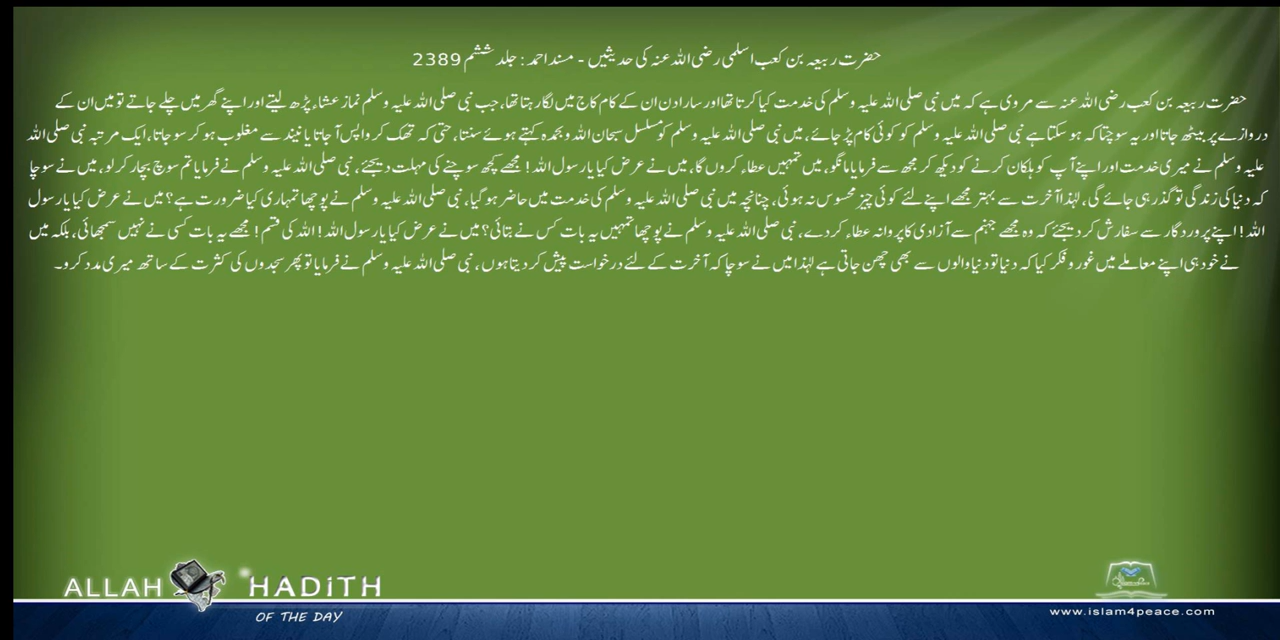 حضرت ربیعہ بن کعب اسلمی رضی اللہ عنہ کی حدیثیں - مسند احمد : جلد ششم 2389
حضرت ربیعہ بن کعب رضی اللہ عنہ سے مروی ہے کہ میں نبی صلی اللہ علیہ وسلم کی خدمت کیا کرتا تھا اور سارا دن ان کے کام کاج میں لگا رہتا تھا، جب نبی صلی اللہ علیہ وسلم نماز عشاء پڑھ لیتے اور اپنے گھر میں چلے جاتے تو میں ان کے
دروازے پر بیٹھ جاتا اور یہ سوچتا کہ ہوسکتا ہے نبی صلی اللہ علیہ وسلم کو کوئی کام پڑ جائے، میں نبی صلی اللہ علیہ وسلم کو مسلسل سبحان اللہ وبحمدہ کہتے ہوئے سنتا، حتی کہ تھک کر واپس آجاتا یا نیند سے مغلوب ہو کر سو جاتا، ایک مرتبہ نبی صلی اللہ
علیہ وسلم نے میری خدمت اور اپنے آپ کو ہلکان کرنے کو دیکھ کر مجھ سے فرمایا مانگو، میں تمہیں عطاء کروں گا، میں نے عرض کیا یا رسول اللہ ! مجھے کچھ سوچنے کی مہلت دیجئے، نبی صلی اللہ علیہ وسلم نے فرمایا تم سوچ بچار کرلو، میں نے سوچا
کہ دنیا کی زندگی تو گذر ہی جائے گی، لہٰذا آخرت سے بہتر مجھے اپنے لئے کوئی چیز محسوس نہ ہوئی، چنانچہ میں نبی صلی اللہ علیہ وسلم کی خدمت میں حاضر ہوگیا، نبی صلی اللہ علیہ وسلم نے پوچھا تمہاری کیا ضرورت ہے؟ میں نے عرض کیا یا رسول
اللہ ! اپنے پروردگار سے سفارش کر دیجئے کہ وہ مجھے جہنم سے آزادی کا پروانہ عطاء کر دے، نبی صلی اللہ علیہ وسلم نے پوچھا تمہیں یہ بات کس نے بتائی؟ میں نے عرض کیا یا رسول اللہ ! اللہ کی قسم ! مجھے یہ بات کسی نے نہیں سمجھائی، بلکہ میں
نے خود ہی اپنے معاملے میں غور و فکر کیا کہ دنیا تو دنیا والوں سے بھی چھن جاتی ہے لہٰذا میں نے سوچا کہ آخرت کے لئے درخواست پیش کر دیتا ہوں، نبی صلی اللہ علیہ وسلم نے فرمایا تو پھر سجدوں کی کثرت کے ساتھ میری مدد کرو۔
ALLAH HADITH
OF THE DAY
www.islam4peace.com